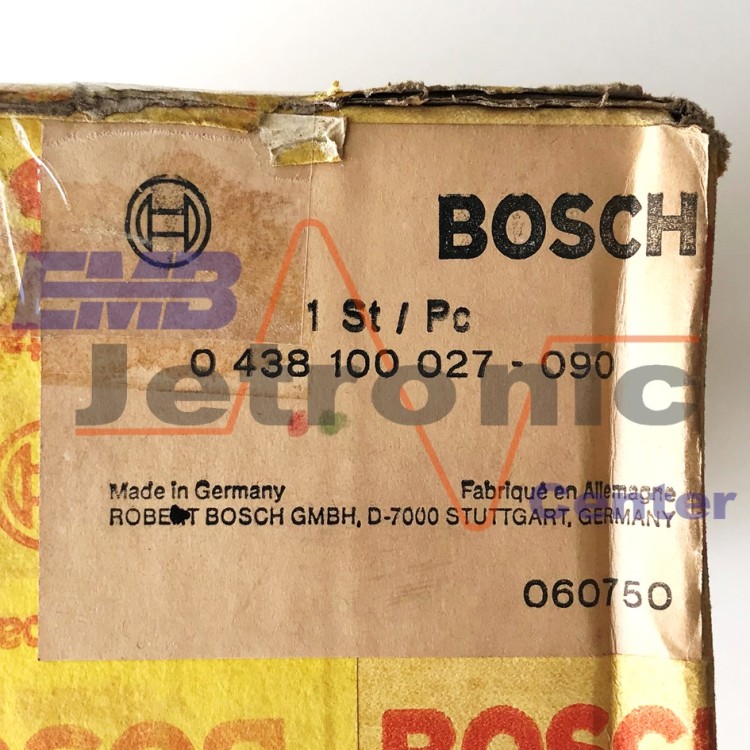 BOSCH
EMB
1 St / Pc
0 438 100 027 - 090
Jetronic
Made in Germany Fabriqué en Allemagne
Center
ROBERT BOSCH GMBH, D-7000 STUTTGART, GERMANY
060750
BOSCH